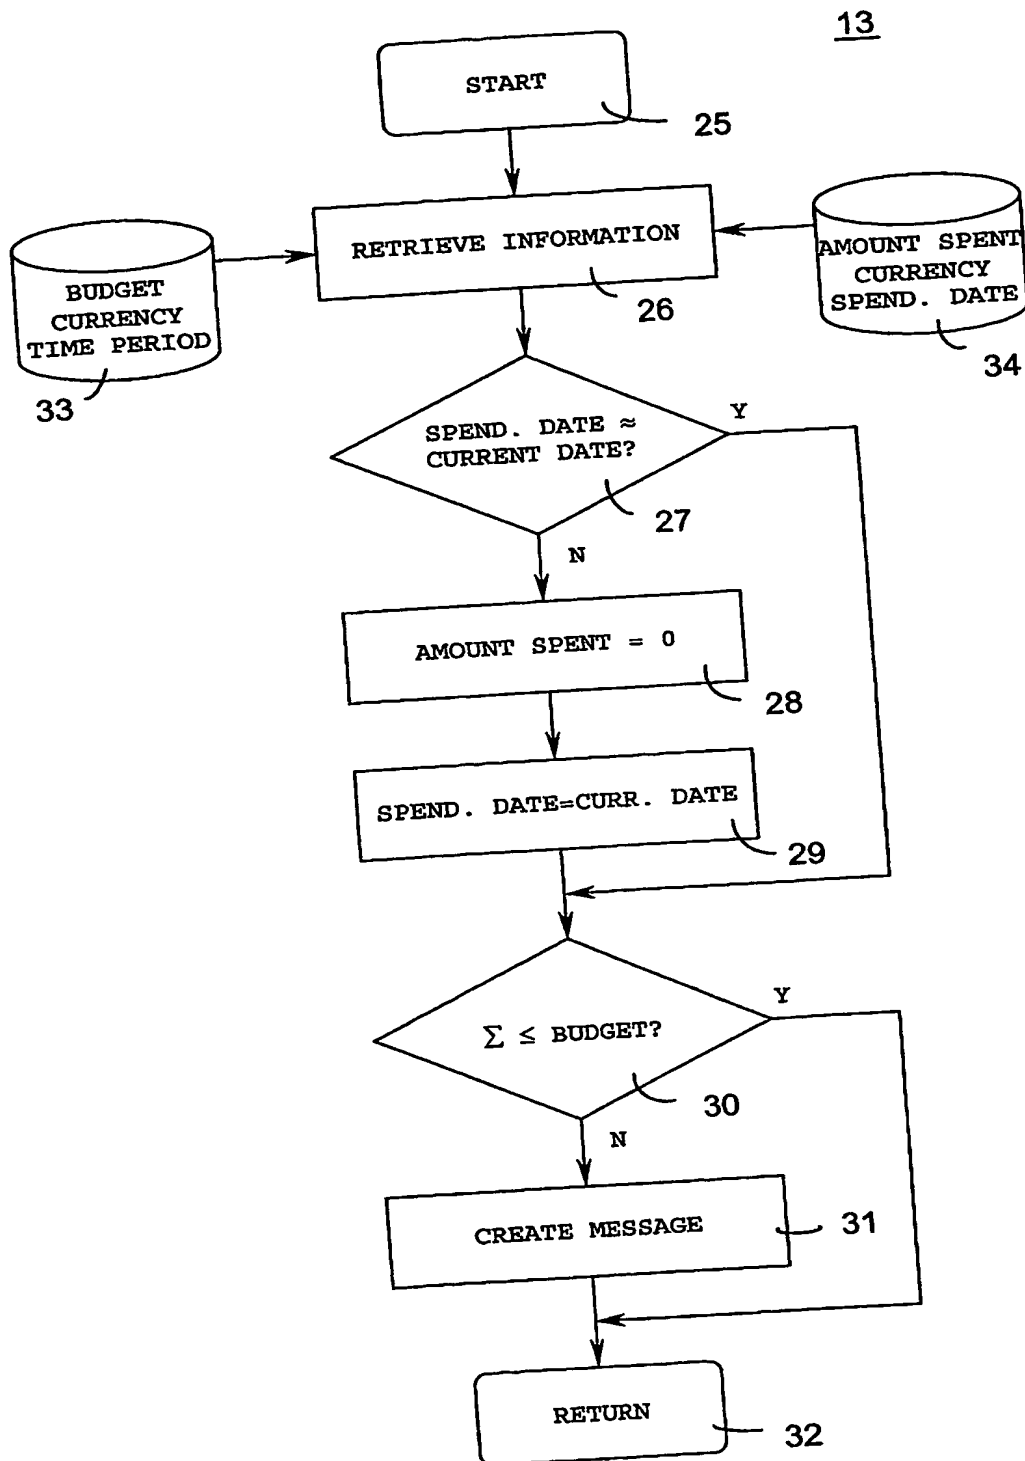 13
START
25
RETRIEVE INFORMATION
26
BUDGET
CURRENCY
TIME PERIOD
33
AMOUNT SPENT
CURRENCY
SPEND. DATE
34
SPEND. DATE ≈
CURRENT DATE?
27
Y
N
AMOUNT SPENT = 0
28
SPEND. DATE=CURR. DATE
29
Σ ≤ BUDGET?
30
Y
N
CREATE MESSAGE
31
RETURN
32